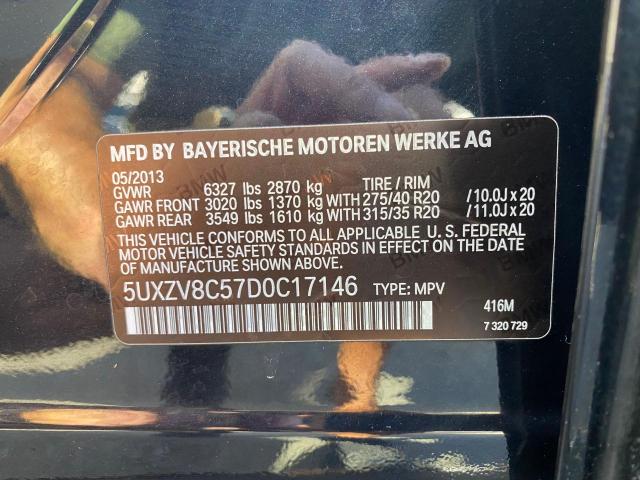 MFD BY BAYERISCHE MOTOREN WERKE AG
05/2013
GVWR 6327 lbs 2870 kg TIRE / RIM
GAWR FRONT 3020 lbs 1370 kg WITH 275/40 R20 /10.0J x 20
GAWR REAR 3549 lbs 1610 kg WITH 315/35 R20 /11.0J x 20
THIS VEHICLE CONFORMS TO ALL APPLICABLE U. S. FEDERAL
MOTOR VEHICLE SAFETY STANDARDS IN EFFECT ON THE DATE
OF MANUFACTURE SHOWN ABOVE.
5UXZV8C57D0C17146 TYPE: MPV
416M
7 320 729